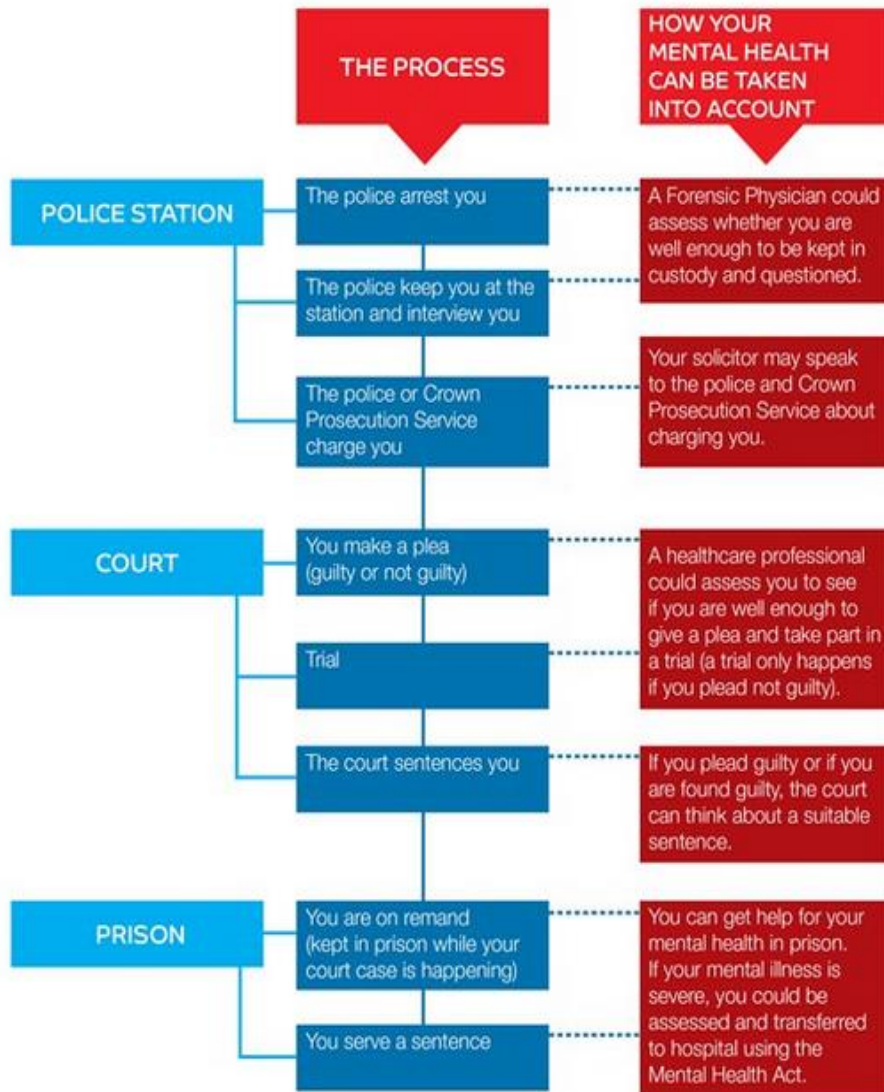 THE PROCESS
HOW YOUR
MENTAL HEALTH
CAN BE TAKEN
INTO ACCOUNT
POLICE STATION
The police arrest you
A Forensic Physician could
assess whether you are
well enough to be kept in
custody and questioned.
The police keep you at the
station and interview you
The police or Crown
Prosecution Service
charge you
Your solicitor may speak
to the police and Crown
Prosecution Service about
charging you.
COURT
You make a plea
(guilty or not guilty)
A healthcare professional
could assess you to see
if you are well enough to
give a plea and take part in
a trial (a trial only happens
if you plead not guilty).
Trial
The court sentences you
If you plead guilty or if you
are found guilty, the court
can think about a suitable
sentence.
PRISON
You are on remand
(kept in prison while your
court case is happening)
You can get help for your
mental health in prison.
If your mental illness is
severe, you could be
assessed and transferred
to hospital using the
Mental Health Act.
You serve a sentence